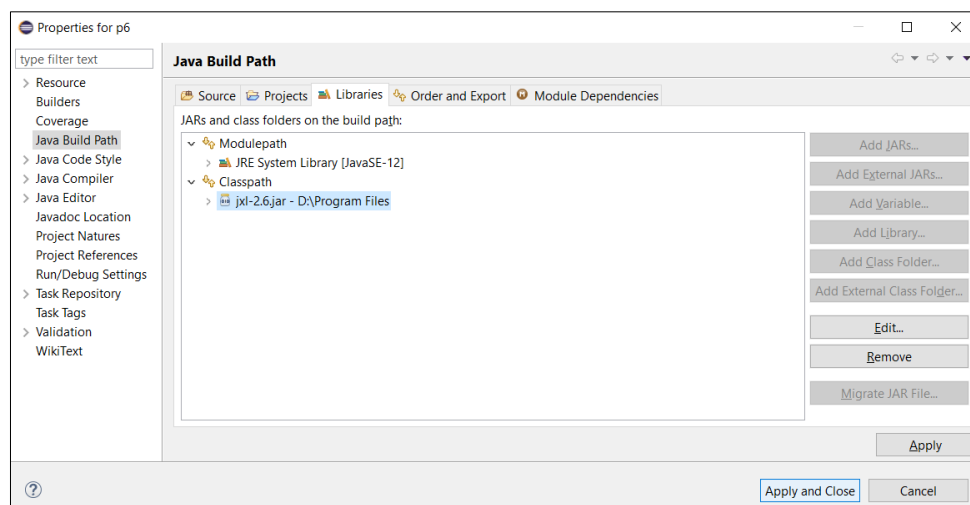 Properties for p6
type filter text
Resource
Builders
Coverage
Java Build Path
Java Code Style
Java Compiler
Java Editor
Javadoc Location
Project Natures
Project References
Run/Debug Settings
Task Repository
Task Tags
Validation
WikiText
Java Build Path
Source Projects Libraries Order and Export Module Dependencies
JARs and class folders on the build path:
Modulepath
JRE System Library [JavaSE-12]
Classpath
jxl-2.6.jar - D:\Program Files
Add JARs...
Add External JARs...
Add Variable...
Add Library...
Add Class Folder...
Add External Class Folder...
Edit...
Remove
Migrate JAR File...
Apply
Apply and Close Cancel